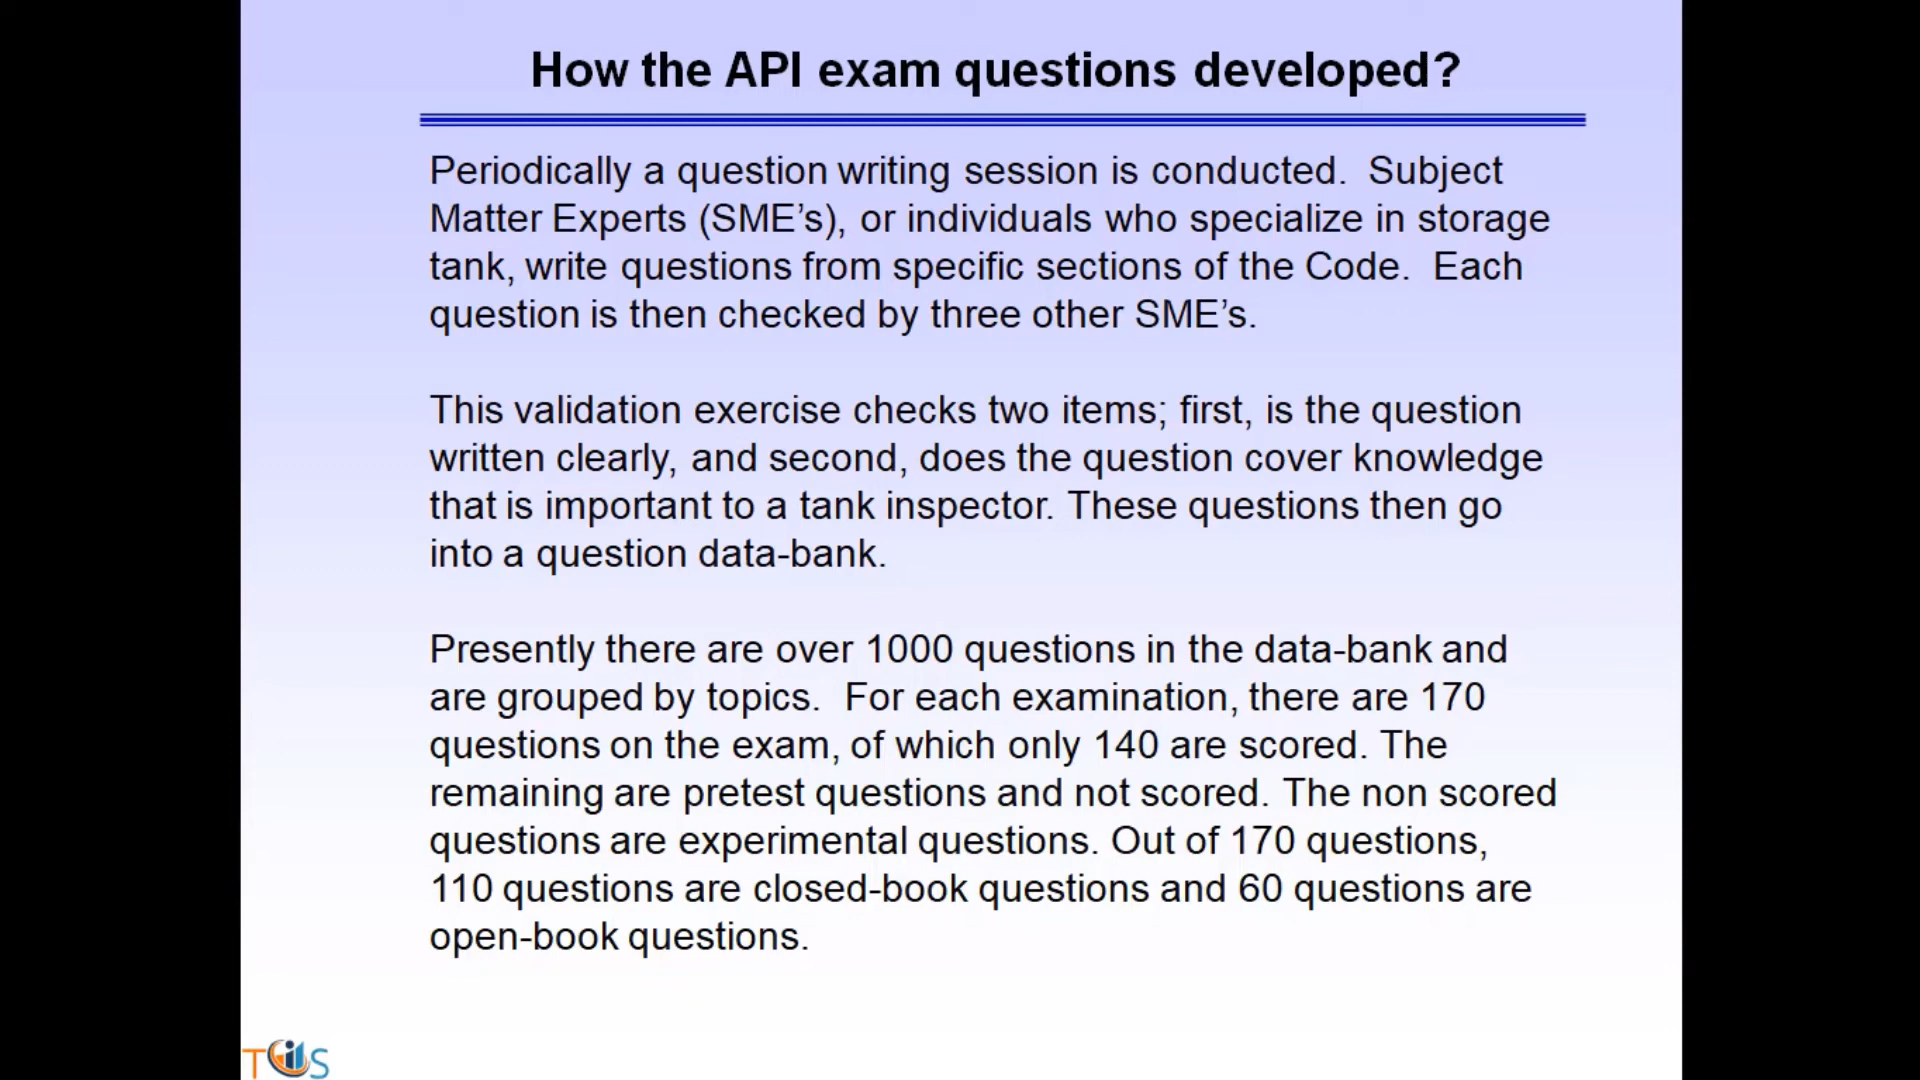 How the API exam questions developed?
Periodically a question writing session is conducted.  Subject
Matter Experts (SME’s), or individuals who specialize in storage
tank, write questions from specific sections of the Code.  Each
question is then checked by three other SME’s.
This validation exercise checks two items; first, is the question
written clearly, and second, does the question cover knowledge
that is important to a tank inspector. These questions then go
into a question data-bank.
Presently there are over 1000 questions in the data-bank and
are grouped by topics.  For each examination, there are 170
questions on the exam, of which only 140 are scored. The
remaining are pretest questions and not scored. The non scored
questions are experimental questions. Out of 170 questions,
110 questions are closed-book questions and 60 questions are
open-book questions.